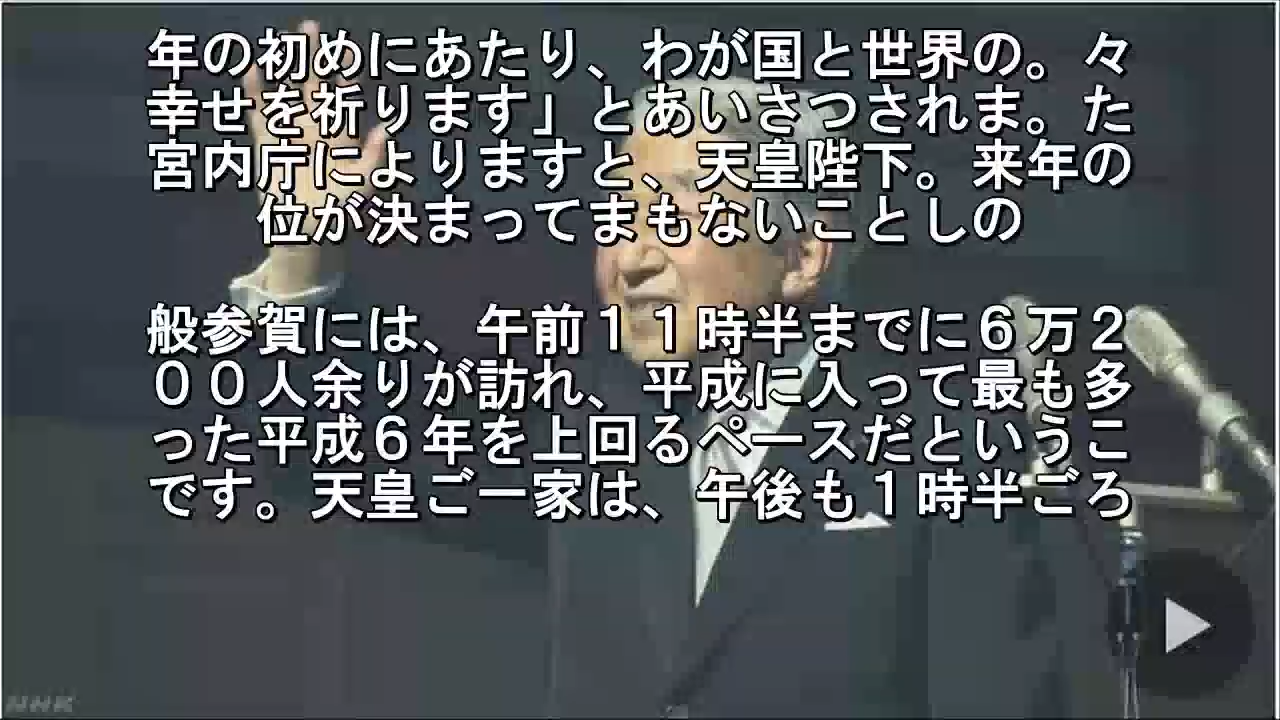 年の初めにあたり、わが国と世界の。々
幸せを祈ります」とあいさつされま。た
宮内庁によりますと、天皇陛下。来年の
位が決まってまもないことしの
般参賀には、午前１１時半までに６万２
００人余りが訪れ、平成に入って最も多
った平成６年を上回るペースだというこ
です。天皇ご一家は、午後も１時半ごろ
NHK